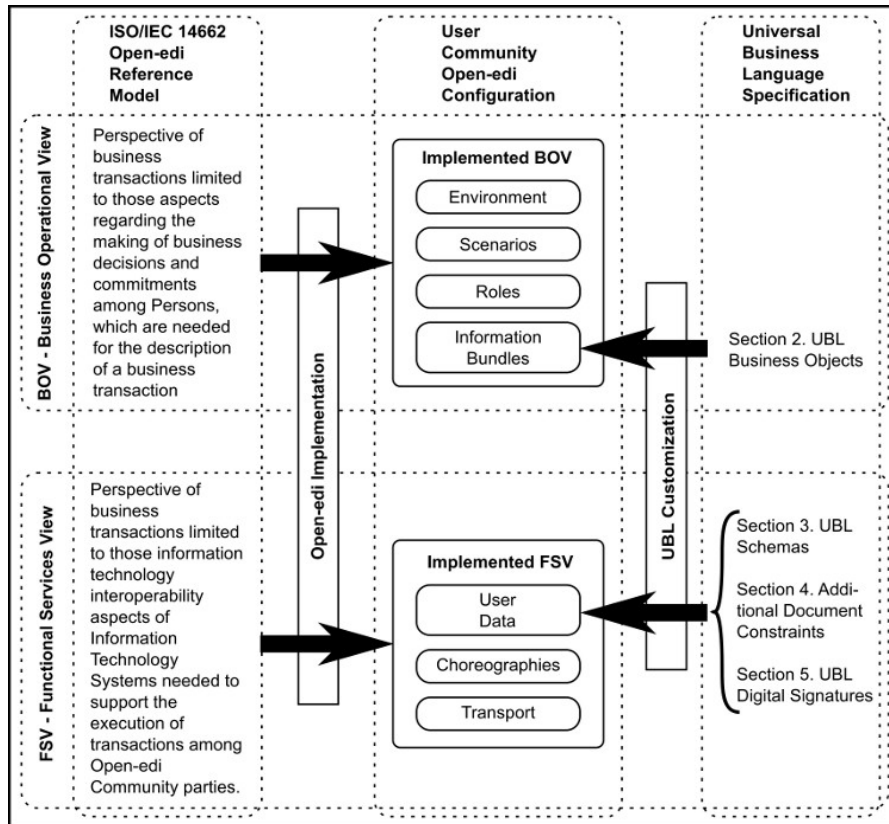 ISO/IEC 14662
Open-edi
Reference
Model
User
Community
Open-edi
Configuration
Universal
Business
Language
Specification
BOV - Business Operational View
Perspective of
business
transactions limited
to those aspects
regarding the
making of business
decisions and
commitments
among Persons,
which are needed
for the description
of a business
transaction
Open-edi Implementation
Implemented BOV
Environment
Scenarios
Roles
Information
Bundles
UBL Customization
Section 2. UBL
Business Objects
FSV - Functional Services View
Perspective of
business
transactions limited
to those information
technology
interoperability
aspects of
Information
Technology
Systems needed to
support the
execution of
transactions among
Open-edi
Community parties.
Implemented FSV
User
Data
Choreographies
Transport
Section 3. UBL
Schemas
Section 4. Addi-
tional Document
Constraints
Section 5. UBL
Digital Signatures